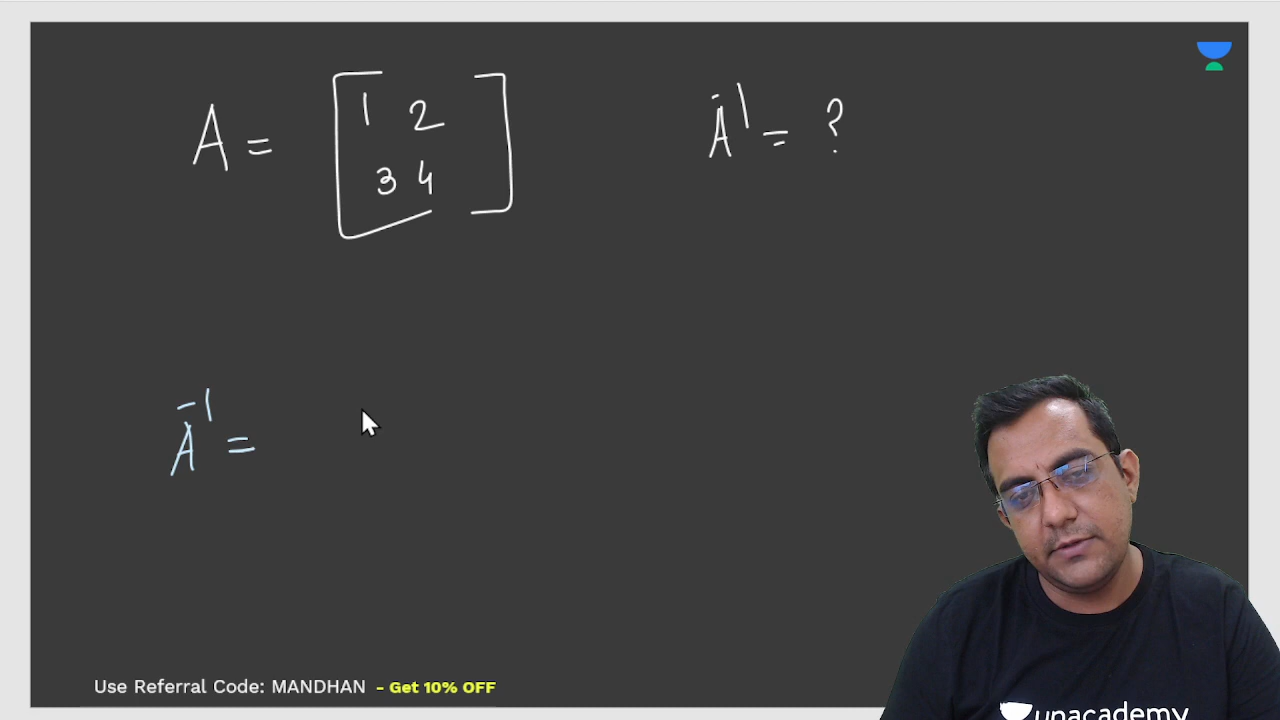 A = [1 2
3 4]
A⁻¹ = ?
A⁻¹ =
Use Referral Code: MANDHAN - Get 10% OFF
unacademy